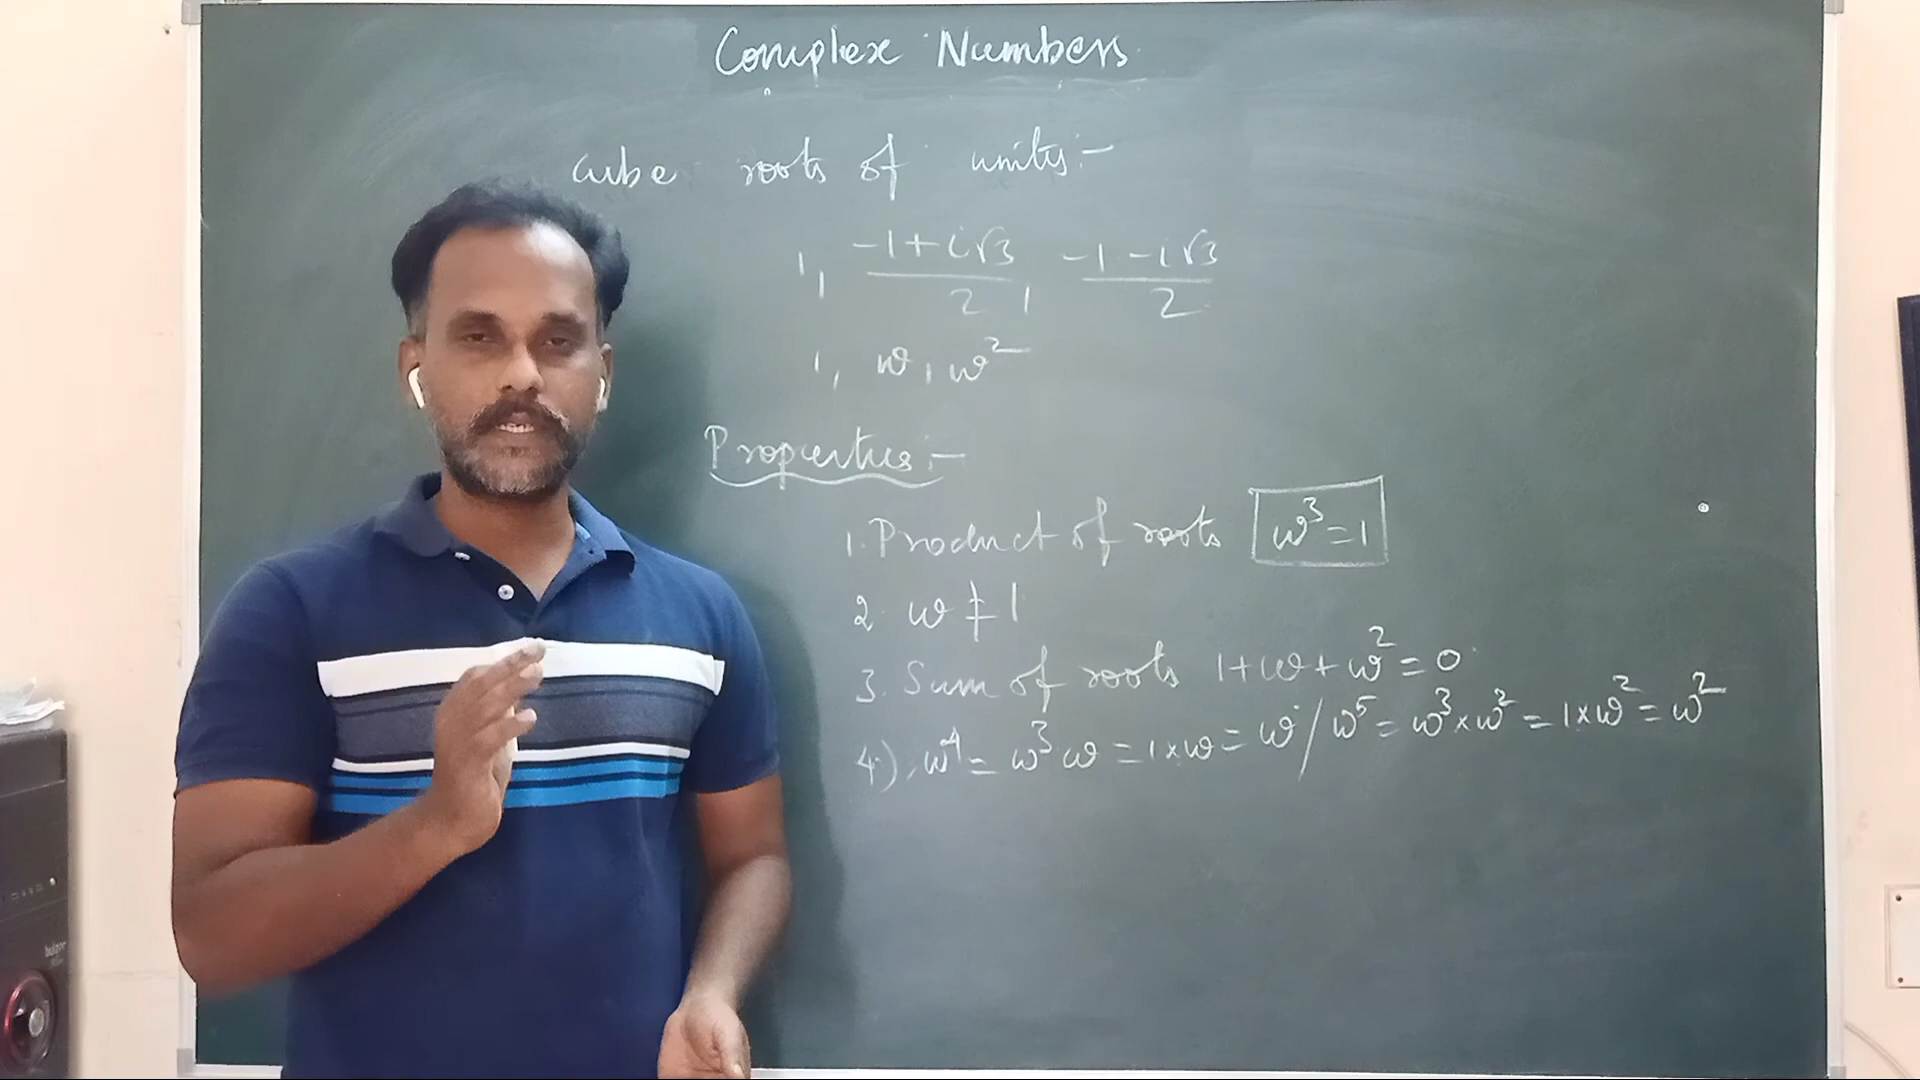 Complex Numbers
cube roots of unity:-
1, (-1+i√3)/2, (-1-i√3)/2
1, ω, ω²
Properties:-
1. Product of roots ω³=1
2. ω ≠ 1
3. Sum of roots 1+ω+ω²=0
4). ω⁴ = ω³ ω = 1×ω = ω / ω⁵ = ω³×ω² = 1×ω² = ω²